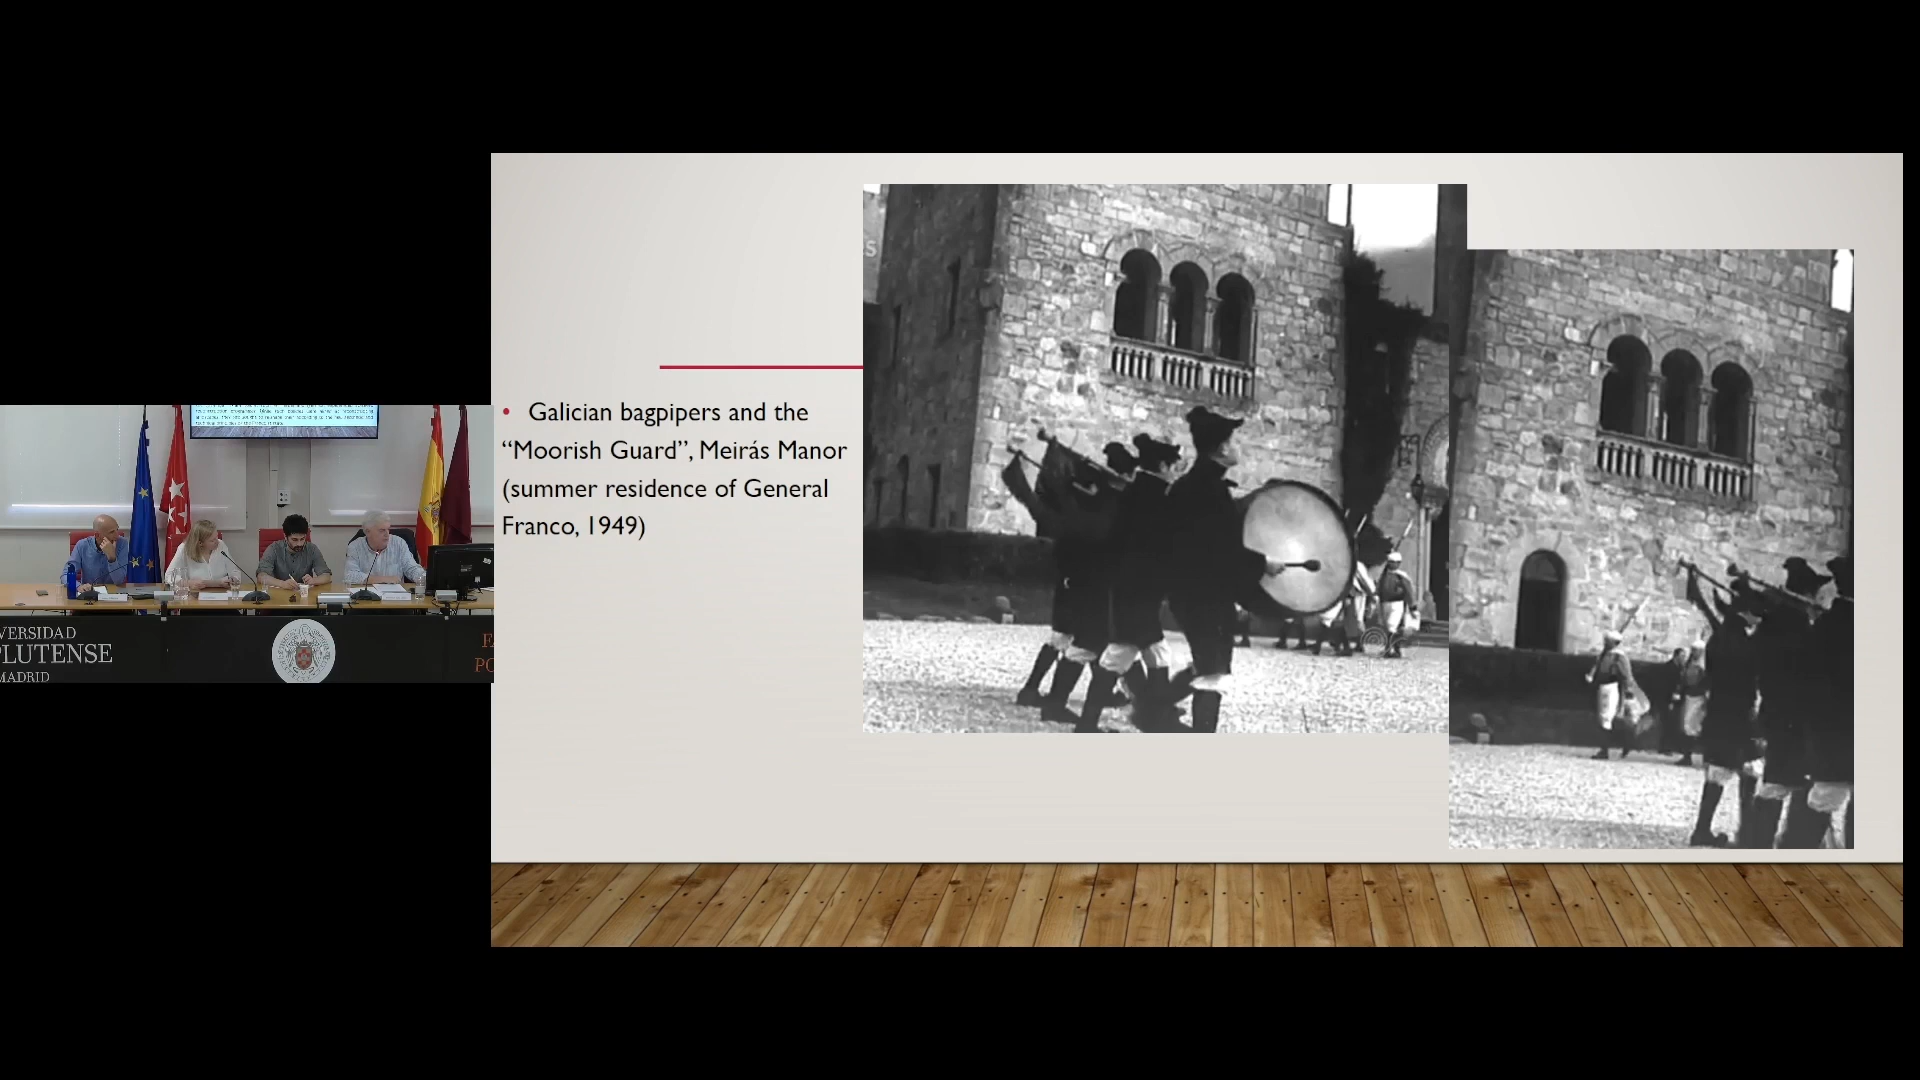 • Galician bagpipers and the
“Moorish Guard”, Meirás Manor
(summer residence of General
Franco, 1949)
VERSIDAD
PLUTENSE
MADRID